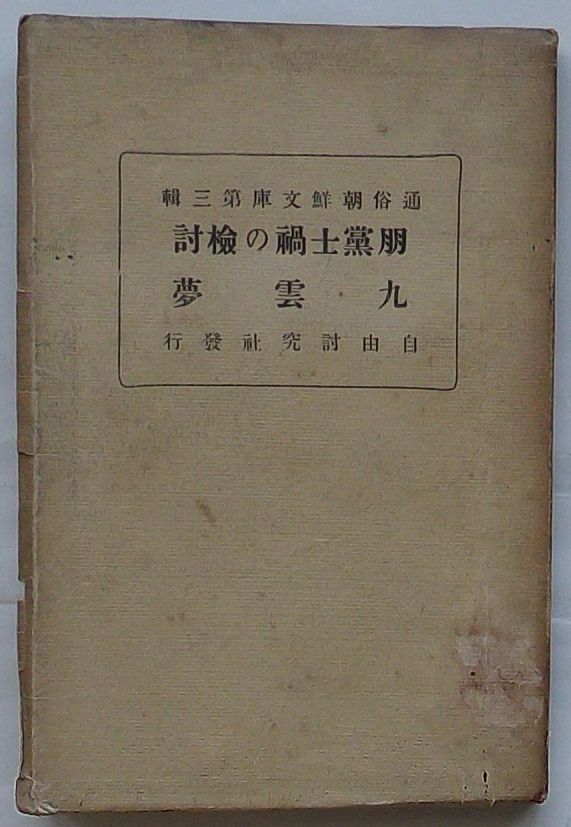 通俗朝鮮文庫第三輯
朋黨士禍の檢討
九雲夢
自由討究社發行